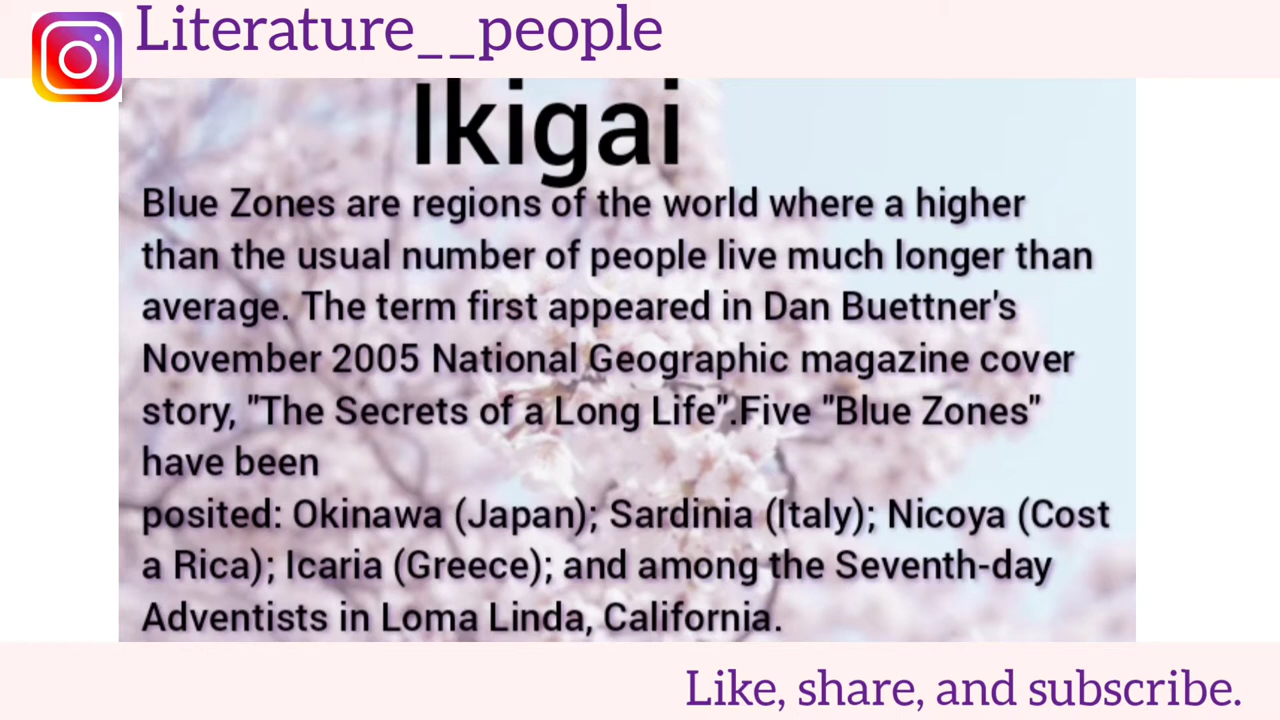 Literature__people
Ikigai
Blue Zones are regions of the world where a higher
than the usual number of people live much longer than
average. The term first appeared in Dan Buettner's
November 2005 National Geographic magazine cover
story, "The Secrets of a Long Life".Five "Blue Zones"
have been
posited: Okinawa (Japan); Sardinia (Italy); Nicoya (Cost
a Rica); Icaria (Greece); and among the Seventh-day
Adventists in Loma Linda, California.
Like, share, and subscribe.